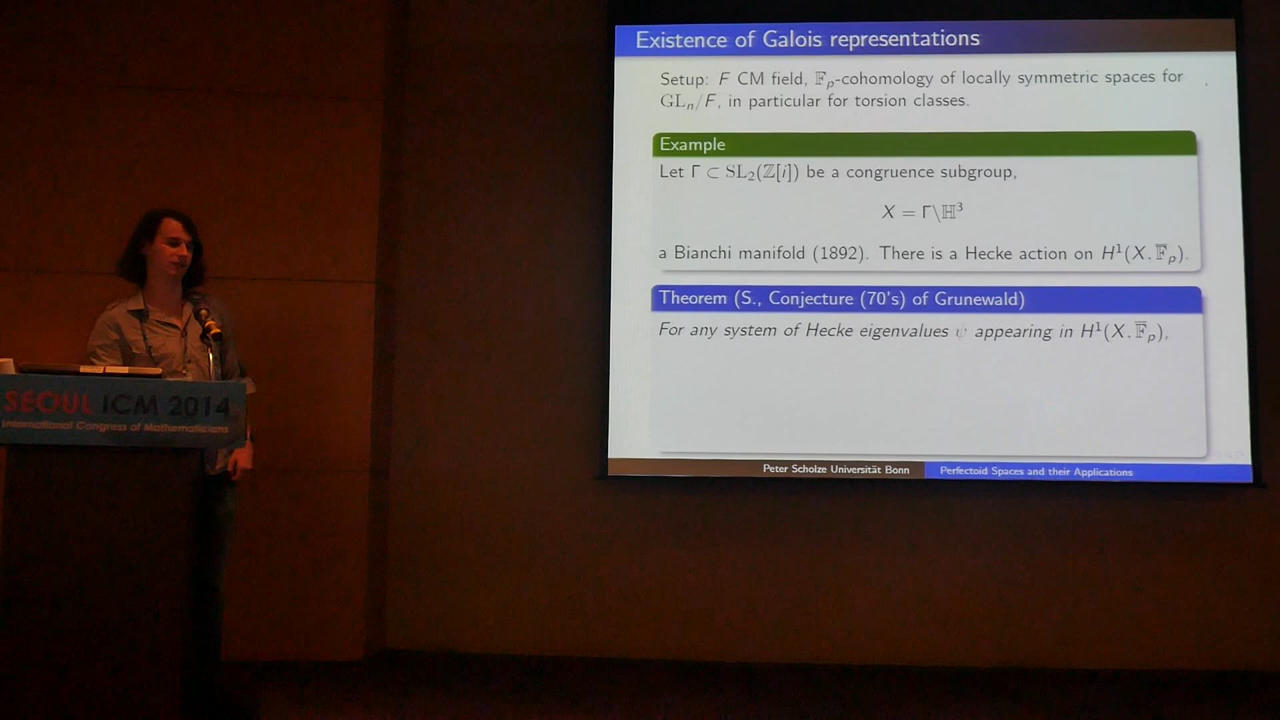 Existence of Galois representations
Setup: F CM field, 𝔽ₚ-cohomology of locally symmetric spaces for
GLₙ/F, in particular for torsion classes.
Example
Let Γ ⊂ SL₂(ℤ[i]) be a congruence subgroup,
X = Γ\ℍ³
a Bianchi manifold (1892). There is a Hecke action on H¹(X, 𝔽̅ₚ).
Theorem (S., Conjecture (70's) of Grunewald)
For any system of Hecke eigenvalues ψ appearing in H¹(X, 𝔽̅ₚ),
Peter Scholze Universität Bonn
Perfectoid Spaces and their Applications
SEOUL ICM 2014
International Congress of Mathematicians